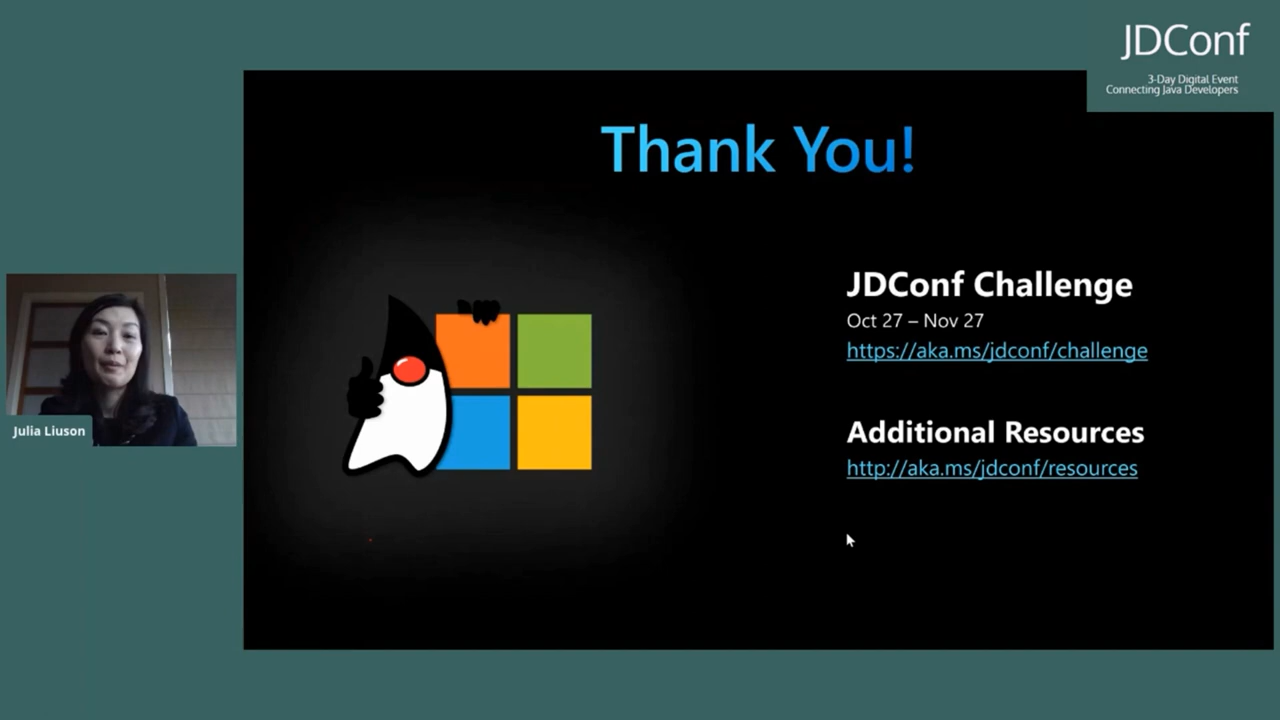 JDConf
3-Day Digital Event
Connecting Java Developers
Thank You!
JDConf Challenge
Oct 27 – Nov 27
https://aka.ms/jdconf/challenge
Additional Resources
http://aka.ms/jdconf/resources
Julia Liuson